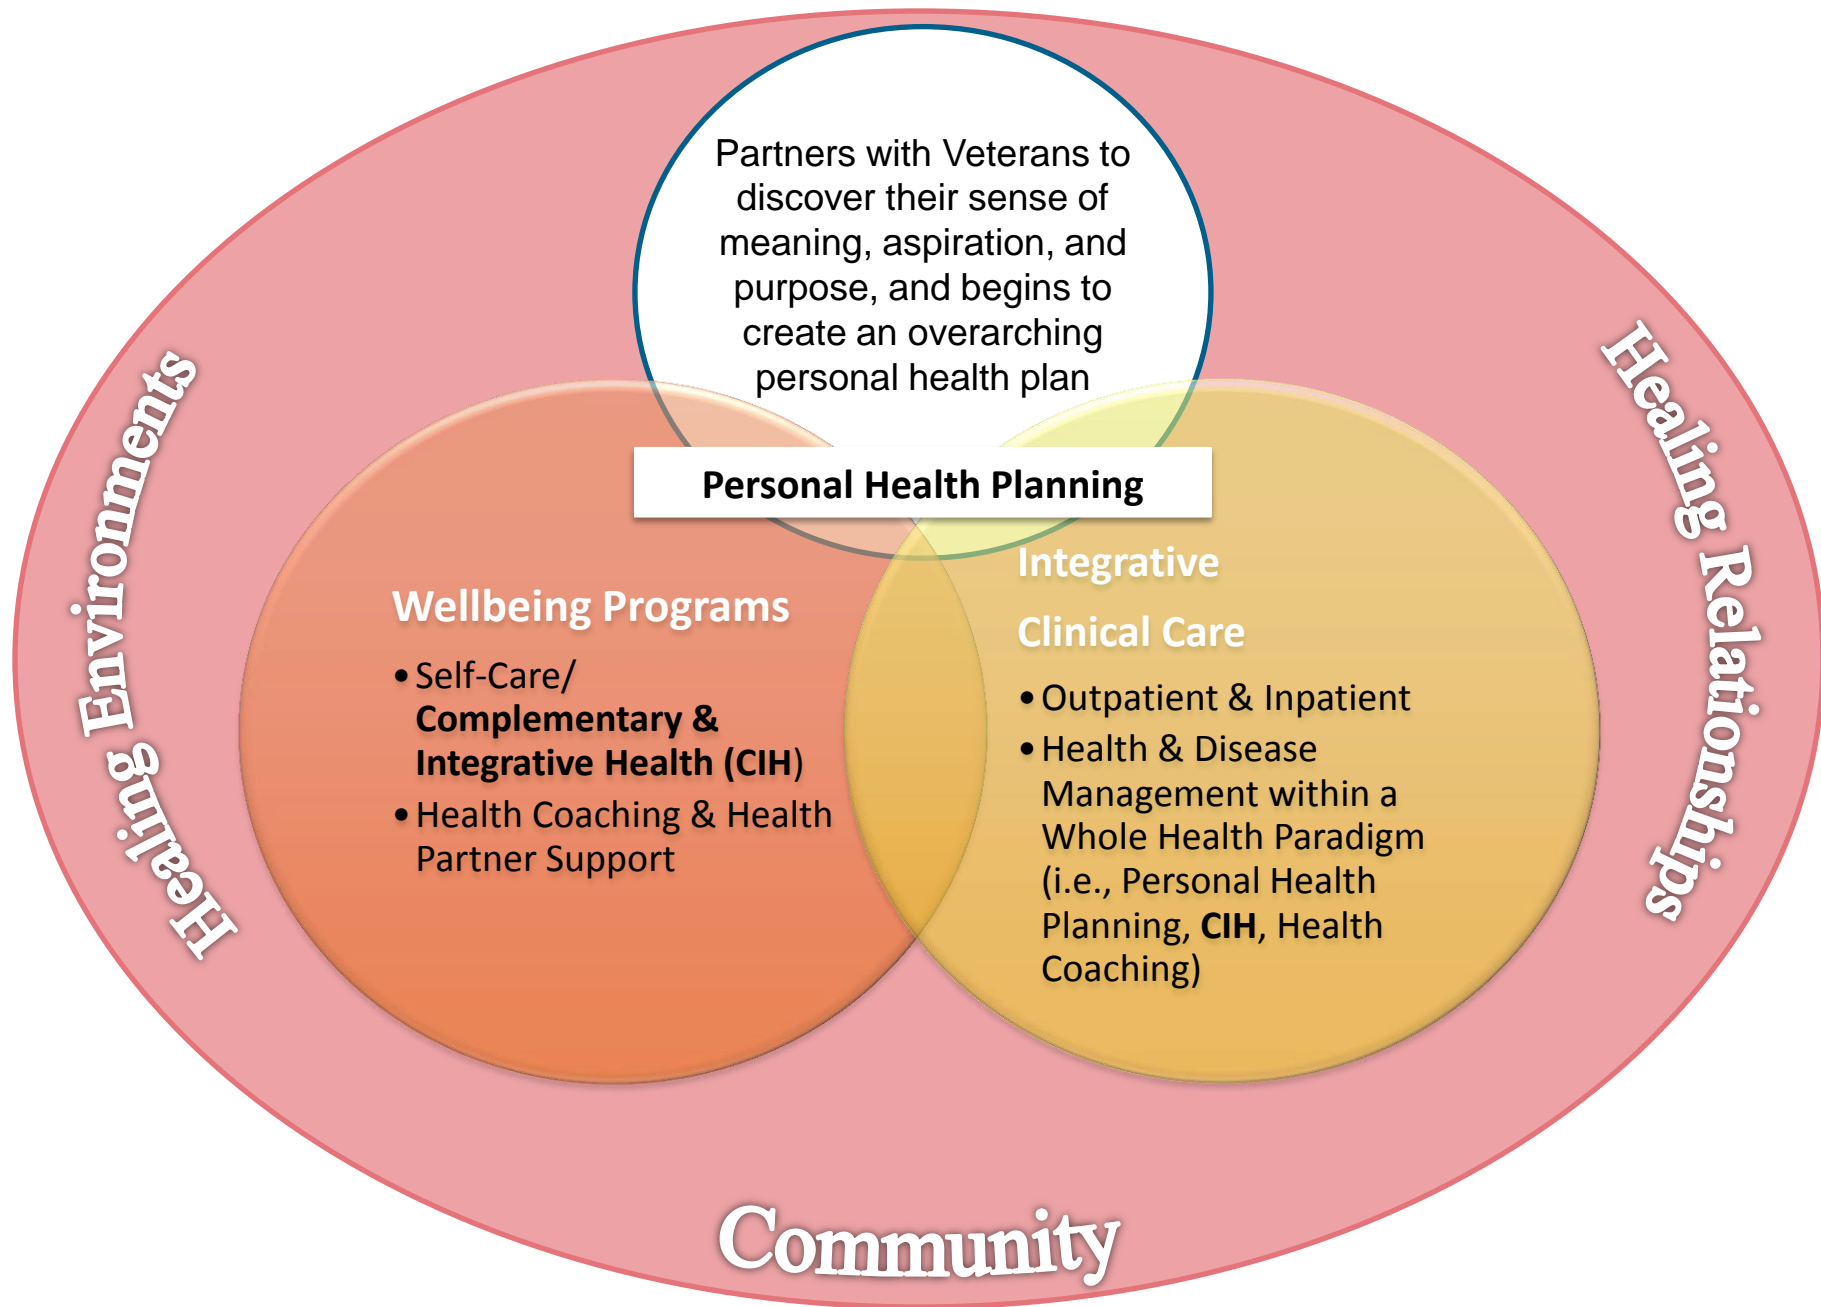 Partners with Veterans to
discover their sense of
meaning, aspiration, and
purpose, and begins to
create an overarching
personal health plan
Personal Health Planning
Wellbeing Programs
•Self-Care/
Complementary &
Integrative Health (CIH)
•Health Coaching & Health
Partner Support
Integrative
Clinical Care
•Outpatient & Inpatient
•Health & Disease
Management within a
Whole Health Paradigm
(i.e., Personal Health
Planning, CIH, Health
Coaching)
Healing Environments
Healing Relationships
Community